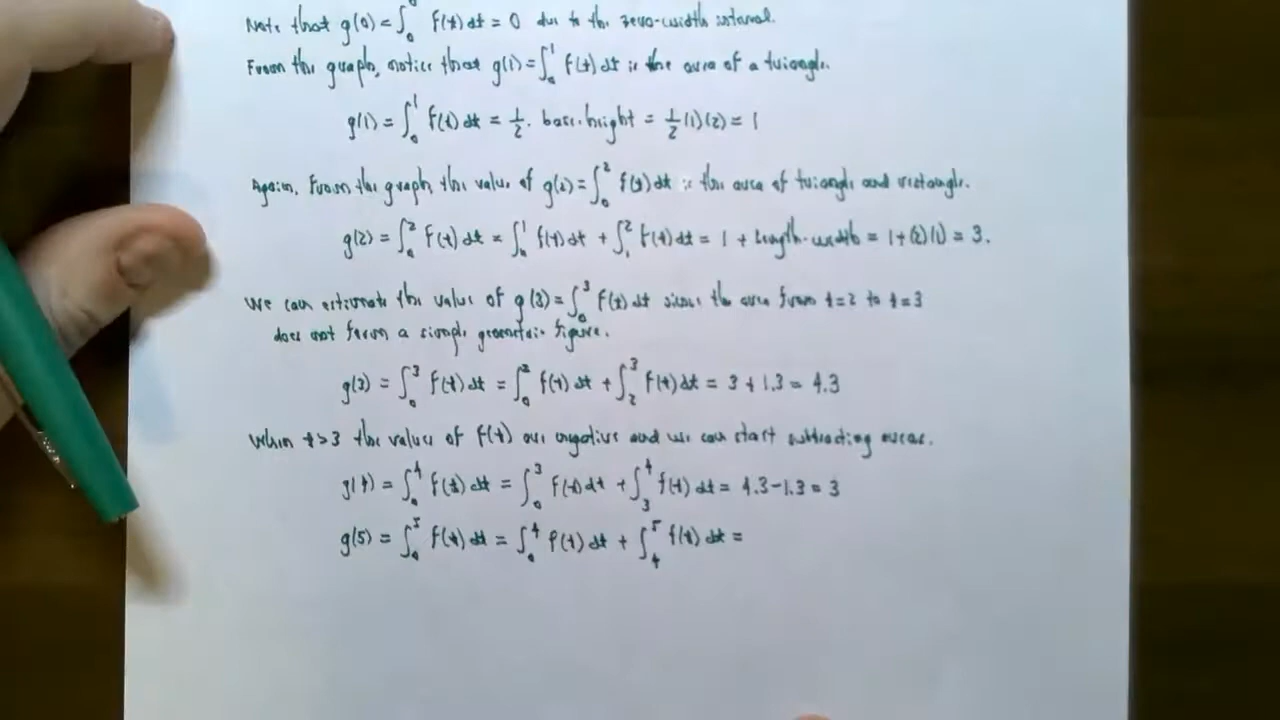 Note that g(0) = ∫₀⁰ f(t) dt = 0 due to the zero-width interval.
From the graph, notice that g(1) = ∫₀¹ f(t) dt is the area of a triangle.
g(1) = ∫₀¹ f(t) dt = 1/2 · base·height = 1/2 (1)(2) = 1
Again, From the graph, the value of g(2) = ∫₀² f(t) dt is the area of triangle and rectangle.
g(2) = ∫₀² f(t) dt = ∫₀¹ f(t) dt + ∫₁² f(t) dt = 1 + length·width = 1 + (2)(1) = 3.
We can estimate the value of g(3) = ∫₀³ f(t) dt since the area from t=2 to t=3
does not form a simple geometric figure.
g(3) = ∫₀³ f(t) dt = ∫₀² f(t) dt + ∫₂³ f(t) dt = 3 + 1.3 = 4.3
When t>3 the values of f(t) are negative and we can start subtracting areas.
g(4) = ∫₀⁴ f(t) dt = ∫₀³ f(t) dt + ∫₃⁴ f(t) dt = 4.3 - 1.3 = 3
g(5) = ∫₀⁵ f(t) dt = ∫₀⁴ f(t) dt + ∫₄⁵ f(t) dt =